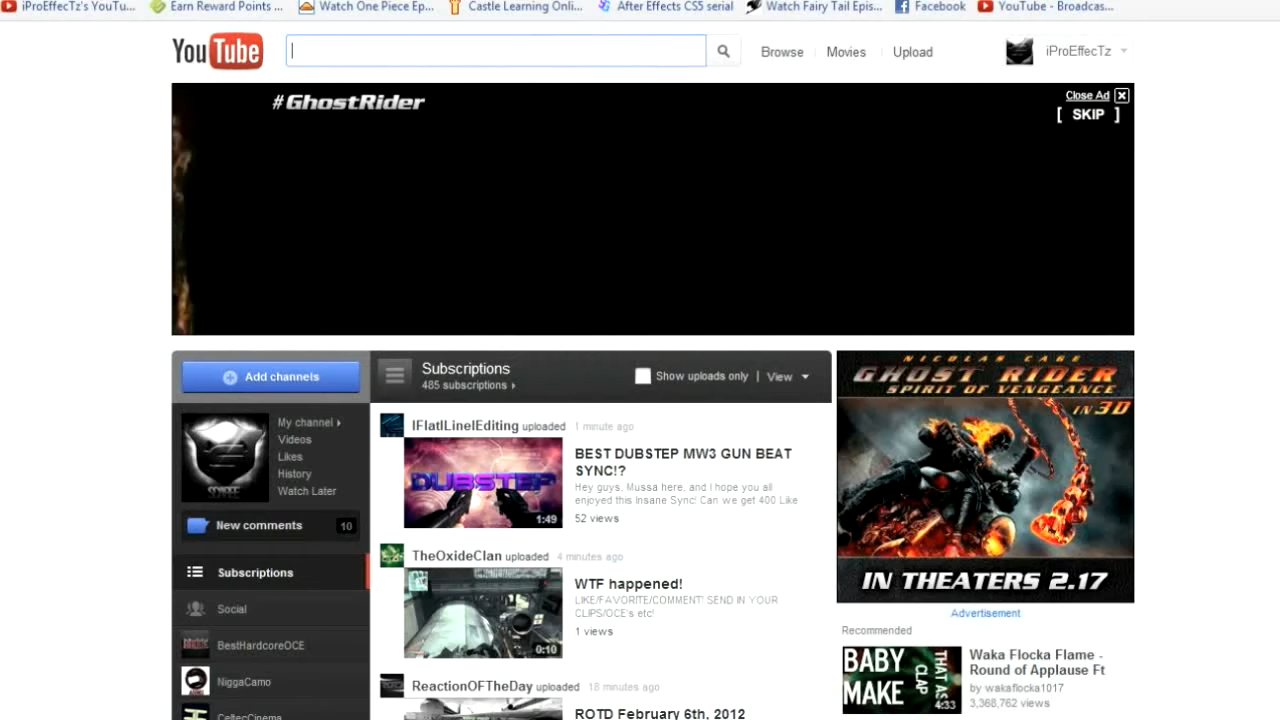 iProEffecTz's YouTu...
Earn Reward Points ...
Watch One Piece Ep...
Castle Learning Onli...
After Effects CS5 serial
Watch Fairy Tail Epis...
Facebook
YouTube - Broadcas...
YouTube
Browse
Movies
Upload
iProEffecTz
#GhostRider
Close Ad X
[ SKIP ]
Add channels
Subscriptions
485 subscriptions
Show uploads only | View
My channel
Videos
Likes
History
Watch Later
New comments 10
Subscriptions
Social
BestHardcoreOCE
NiggaCamo
CelticCinema
IFlatlLinelEditing uploaded 1 minute ago
DUBSTEP
1:49
BEST DUBSTEP MW3 GUN BEAT
SYNC!?
Hey guys, Mussa here, and I hope you all
enjoyed this Insane Sync! Can we get 400 Like
52 views
TheOxideClan uploaded 4 minutes ago
0:10
WTF happened!
LIKE/FAVORITE/COMMENT! SEND IN YOUR
CLIPS/OCE's etc!
1 views
ReactionOFTheDay uploaded 18 minutes ago
ROTD February 6th, 2012
NICOLAS CAGE
GHOST RIDER
SPIRIT OF VENGEANCE
IN 3D
IN THEATERS 2.17
Advertisement
Recommended
BABY
MAKE
THAT AS
CLAP
4:33
Waka Flocka Flame -
Round of Applause Ft
by wakaflocka1017
3,368,762 views